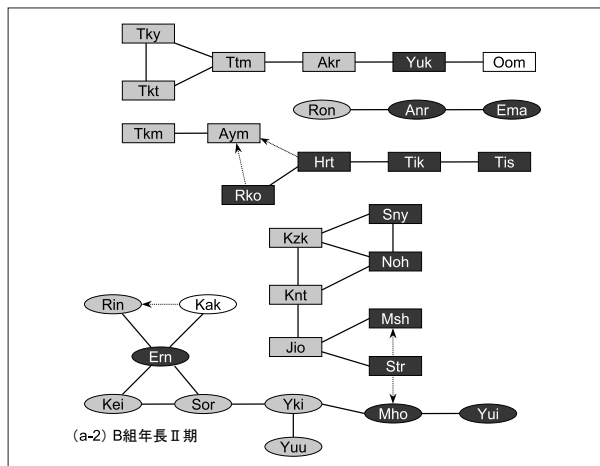 Tky
Ttm Akr Yuk Oom
Tkt
Ron Anr Ema
Tkm Aym
Hrt Tik Tis
Rko
Sny
Kzk
Noh
Knt
Rin Kak
Msh
Jio
Ern
Str
Kei Sor Yki
Mho Yui
(a-2) B組年長Ⅱ期
Yuu